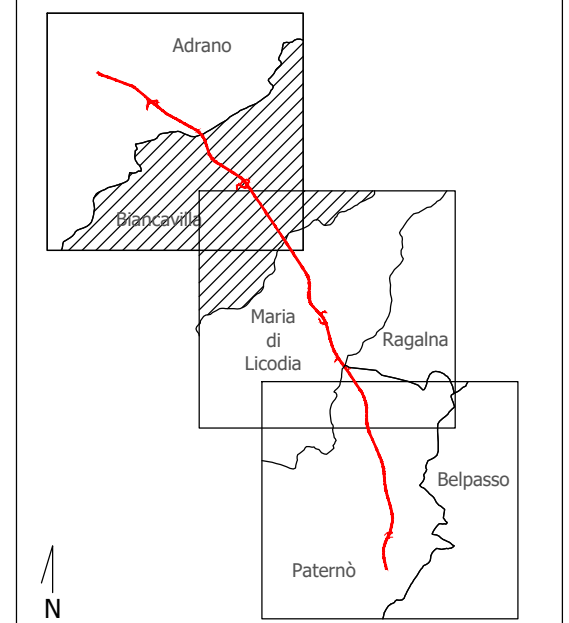 Adrano
Biancavilla
Maria
di
Licodia
Ragalna
Belpasso
Paternò
N